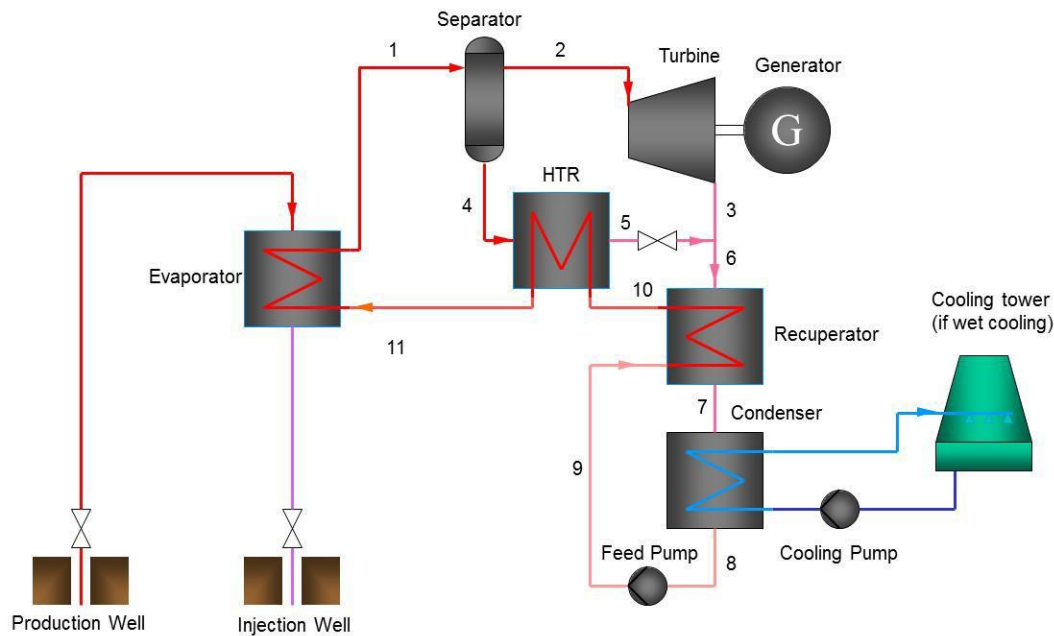 Separator
1
2
Turbine
Generator
G
HTR
4
5
3
6
Evaporator
10
Cooling tower
(if wet cooling)
11
Recuperator
7
Condenser
9
Feed Pump
8
Cooling Pump
Production Well
Injection Well